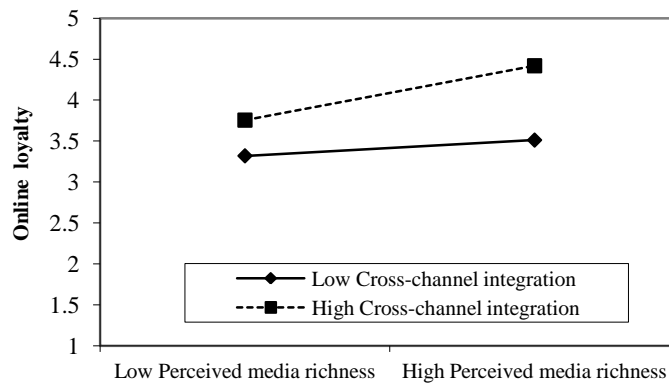 5
4.5
4
3.5
3
2.5
2
1.5
1
Online loyalty
Low Cross-channel integration
High Cross-channel integration
Low Perceived media richness
High Perceived media richness